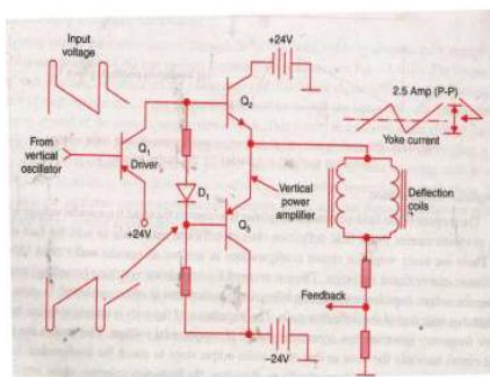 Input
voltage
+24V
2.5 Amp (P-P)
Q2
Yoke current
From
vertical
oscillator
Q1
Driver
D1
Vertical
power
amplifier
Deflection
coils
+24V
Q3
Feedback
-24V